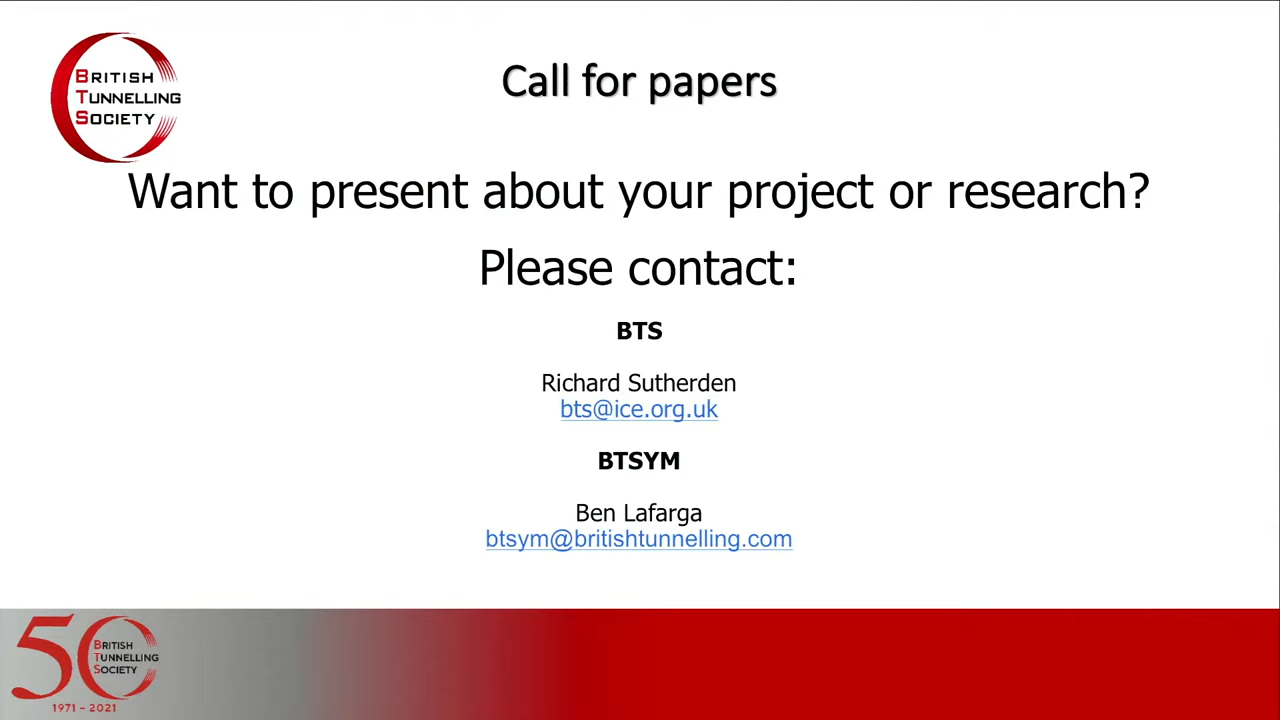 BRITISH
TUNNELLING
SOCIETY
Call for papers
Want to present about your project or research?
Please contact:
BTS
Richard Sutherden
bts@ice.org.uk
BTSYM
Ben Lafarga
btsym@britishtunnelling.com
50
BRITISH
TUNNELLING
SOCIETY
1971 - 2021